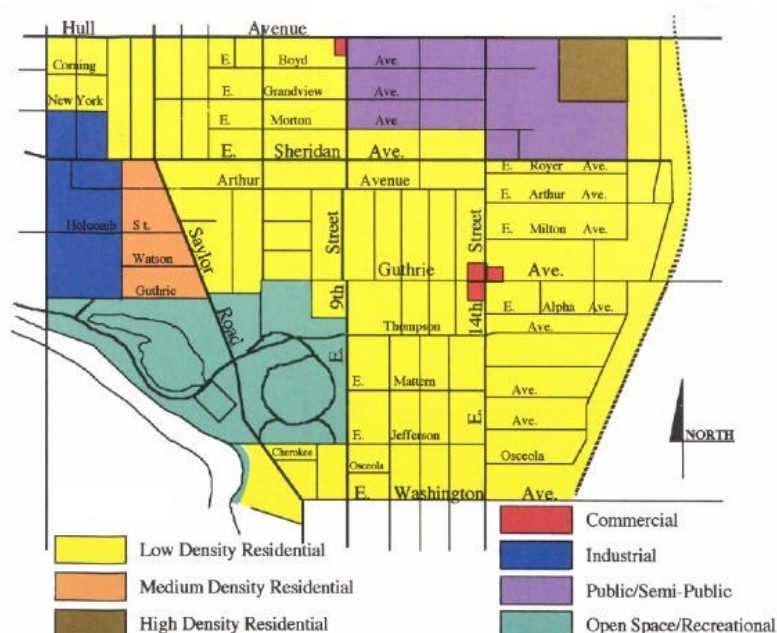 Hull Avenue
Corning
E. Boyd Ave.
New York
E. Grandview Ave.
E. Morton Ave.
E. Sheridan Ave.
E. Royer Ave.
Arthur Avenue
E. Arthur Ave.
Holcomb St.
Saylor Road
9th Street
14th Street
E. Milton Ave.
Watson
Guthrie Ave.
Guthrie
E. Alpha Ave.
Thompson Ave.
E.
E. Mattern Ave.
E.
E. Jefferson Ave.
Cherokee
Osceola
Osceola
E. Washington Ave.
NORTH
Low Density Residential
Medium Density Residential
High Density Residential
Commercial
Industrial
Public/Semi-Public
Open Space/Recreational